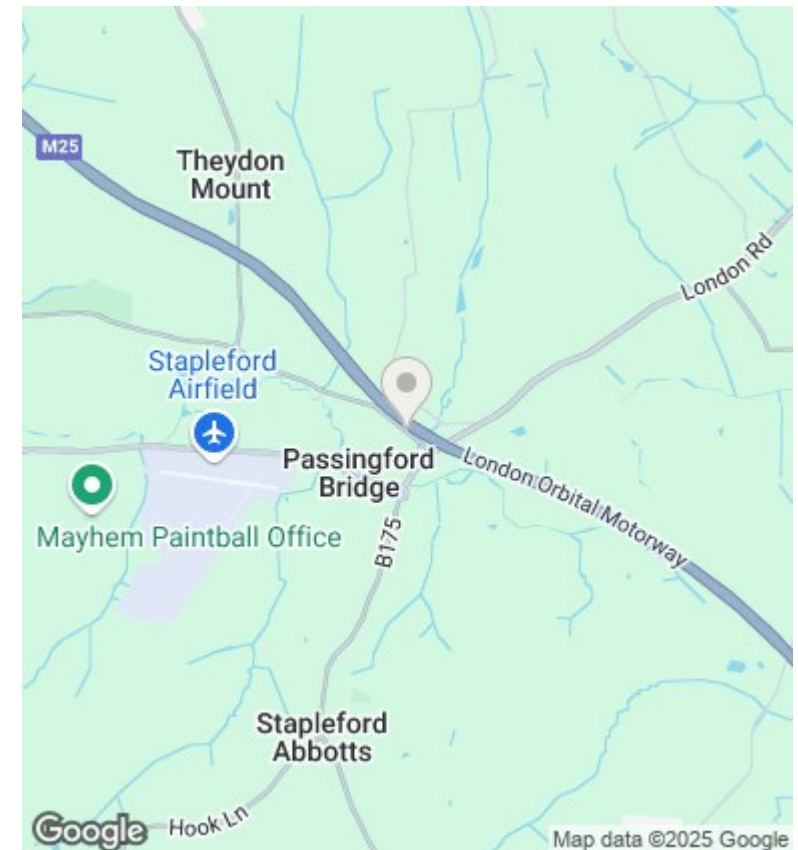 M25
Theydon
Mount
London Rd
Stapleford
Airfield
Passingford
Bridge
London Orbital Motorway
Mayhem Paintball Office
B175
Stapleford
Abbotts
Hook Ln
Google
Map data ©2025 Google